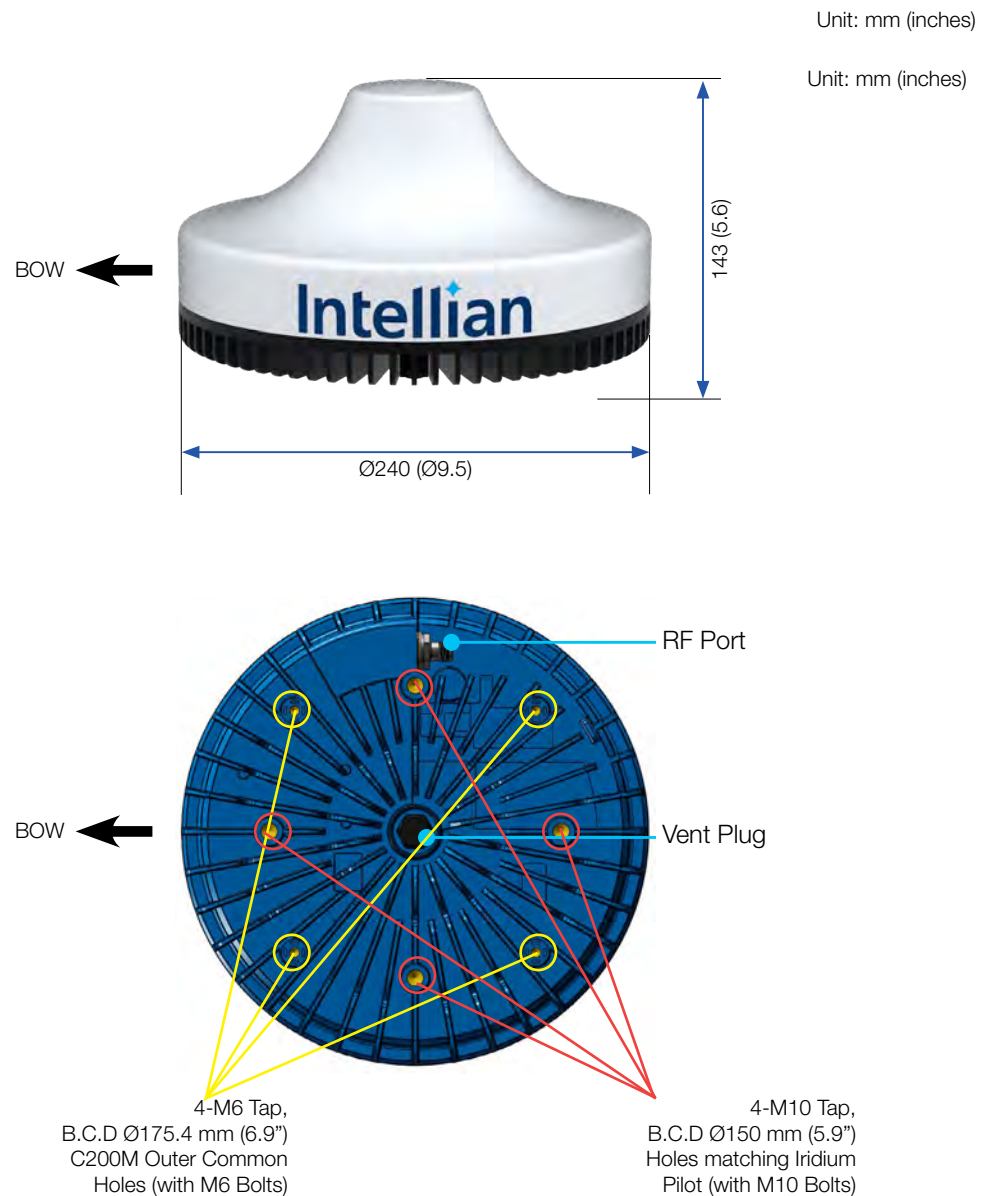 Unit: mm (inches)
Unit: mm (inches)
143 (5.6)
BOW
Intellian
Ø240 (Ø9.5)
RF Port
BOW
Vent Plug
4-M6 Tap,
B.C.D Ø175.4 mm (6.9”)
C200M Outer Common
Holes (with M6 Bolts)
4-M10 Tap,
B.C.D Ø150 mm (5.9”)
Holes matching Iridium
Pilot (with M10 Bolts)